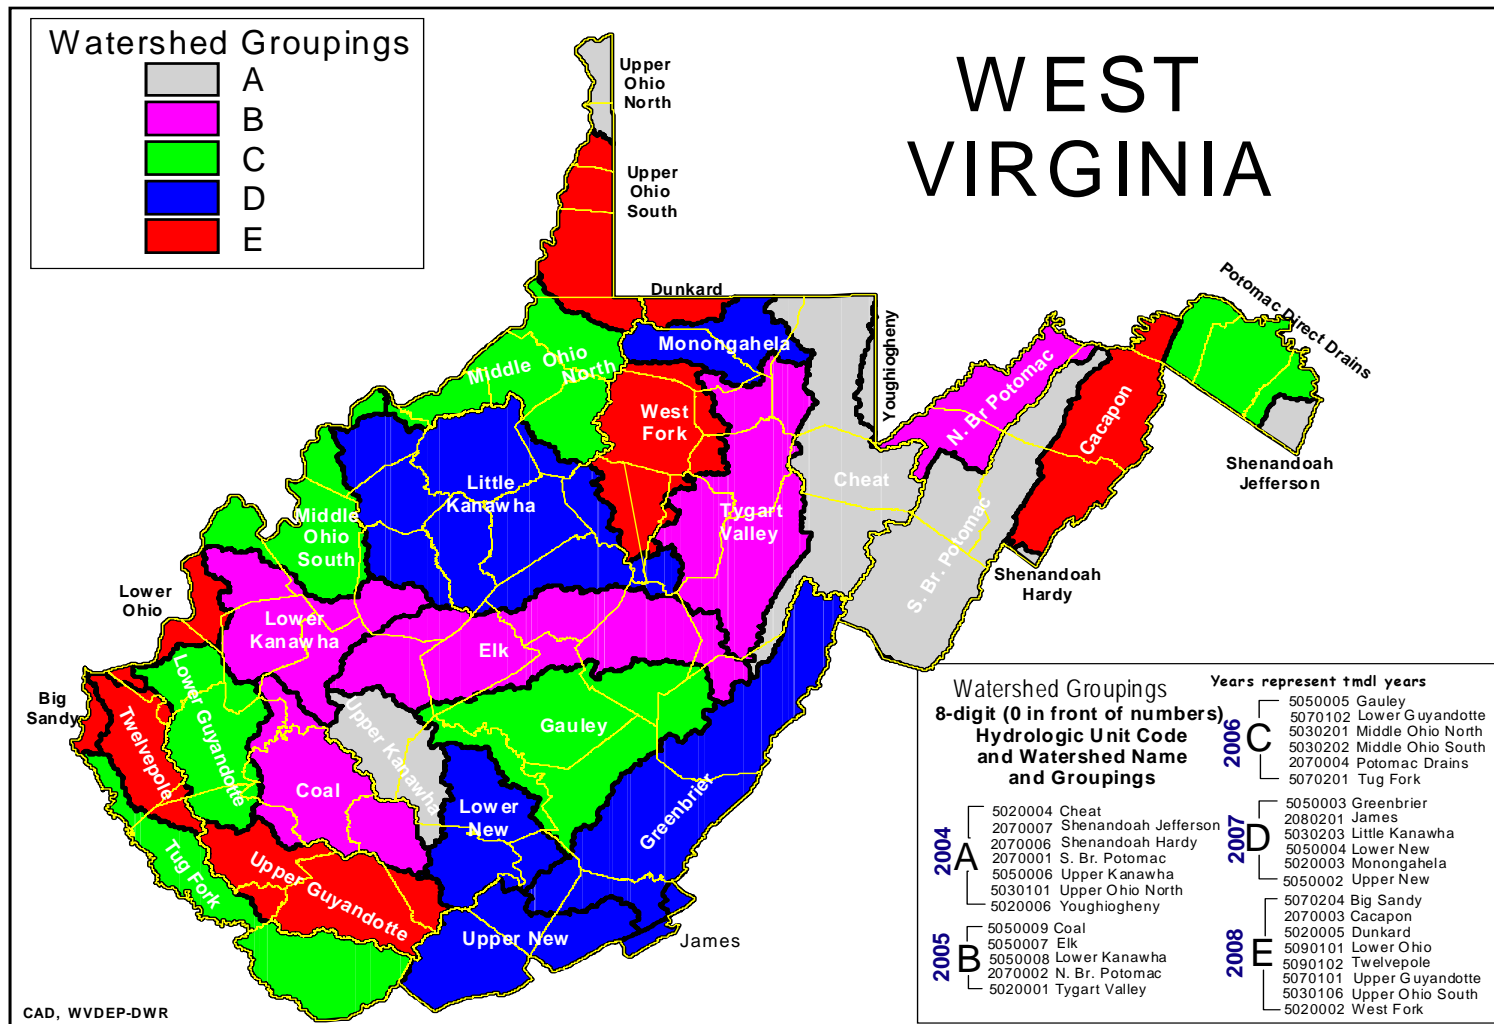 Watershed Groupings
A
B
C
D
E
WEST
VIRGINIA
Upper
Ohio
North
Upper
Ohio
South
Dunkard
Monongahela
Youghiogheny
Potomac Direct Drains
Middle Ohio
North
West
Fork
N. Br Potomac
Cacapon
Shenandoah
Jefferson
Cheat
Little
Kanawha
Tygart
Valley
Middle
Ohio
South
S. Br. Potomac
Shenandoah
Hardy
Lower
Ohio
Lower
Kanawha
Elk
Big
Sandy
Twelvepole
Lower Guyandotte
Upper Kanawha
Gauley
Coal
Lower
New
Greenbrier
Tug Fork
Upper Guyandotte
Upper New
James
CAD, WVDEP-DWR
Watershed Groupings
8-digit (0 in front of numbers)
Hydrologic Unit Code
and Watershed Name
and Groupings
2004
A
5020004 Cheat
2070007 Shenandoah Jefferson
2070006 Shenandoah Hardy
2070001 S. Br. Potomac
5050006 Upper Kanawha
5030101 Upper Ohio North
5020006 Youghiogheny
2005
B
5050009 Coal
5050007 Elk
5050008 Lower Kanawha
2070002 N. Br. Potomac
5020001 Tygart Valley
Years represent tmdl years
2006
C
5050005 Gauley
5070102 Lower Guyandotte
5030201 Middle Ohio North
5030202 Middle Ohio South
2070004 Potomac Drains
5070201 Tug Fork
2007
D
5050003 Greenbrier
2080201 James
5030203 Little Kanawha
5050004 Lower New
5020003 Monongahela
5050002 Upper New
2008
E
5070204 Big Sandy
2070003 Cacapon
5020005 Dunkard
5090101 Lower Ohio
5090102 Twelvepole
5070101 Upper Guyandotte
5030106 Upper Ohio South
5020002 West Fork